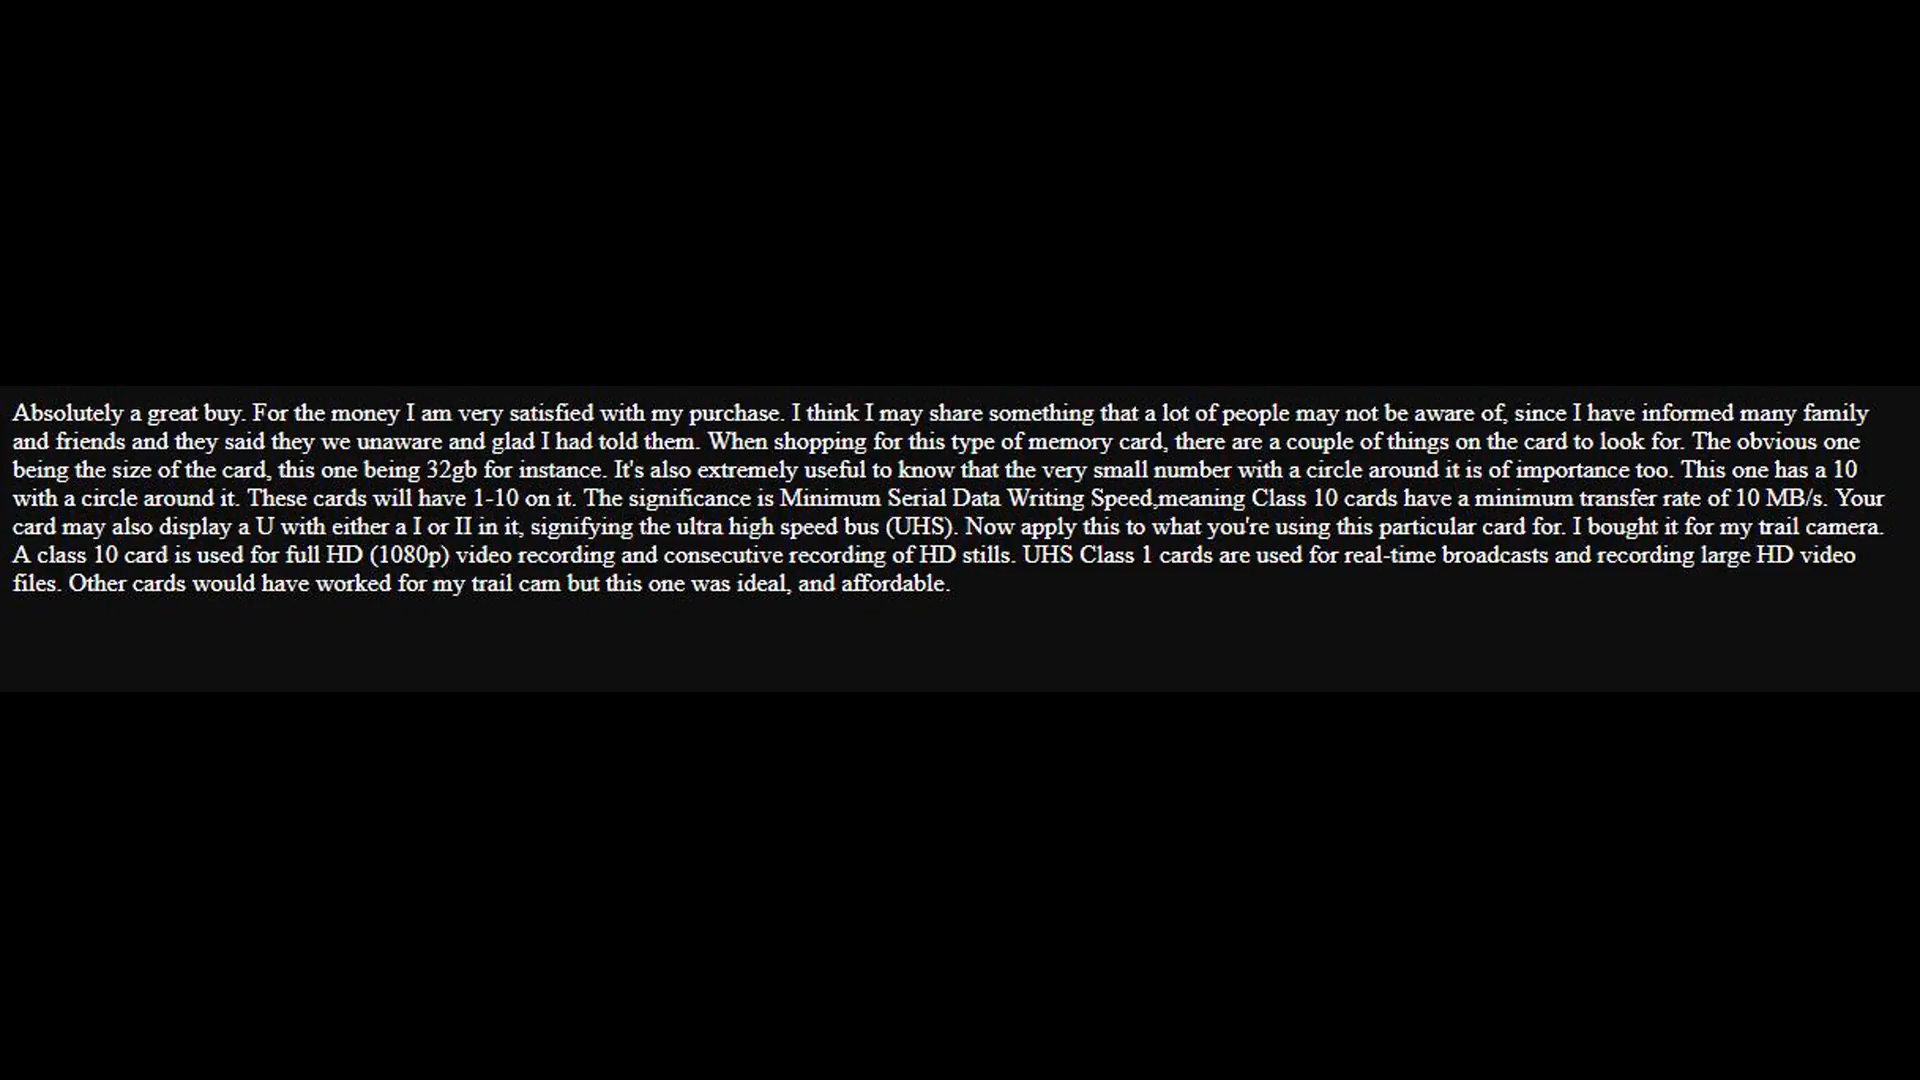 Absolutely a great buy. For the money I am very satisfied with my purchase. I think I may share something that a lot of people may not be aware of, since I have informed many family
and friends and they said they we unaware and glad I had told them. When shopping for this type of memory card, there are a couple of things on the card to look for. The obvious one
being the size of the card, this one being 32gb for instance. It's also extremely useful to know that the very small number with a circle around it is of importance too. This one has a 10
with a circle around it. These cards will have 1-10 on it. The significance is Minimum Serial Data Writing Speed,meaning Class 10 cards have a minimum transfer rate of 10 MB/s. Your
card may also display a U with either a I or II in it, signifying the ultra high speed bus (UHS). Now apply this to what you're using this particular card for. I bought it for my trail camera.
A class 10 card is used for full HD (1080p) video recording and consecutive recording of HD stills. UHS Class 1 cards are used for real-time broadcasts and recording large HD video
files. Other cards would have worked for my trail cam but this one was ideal, and affordable.